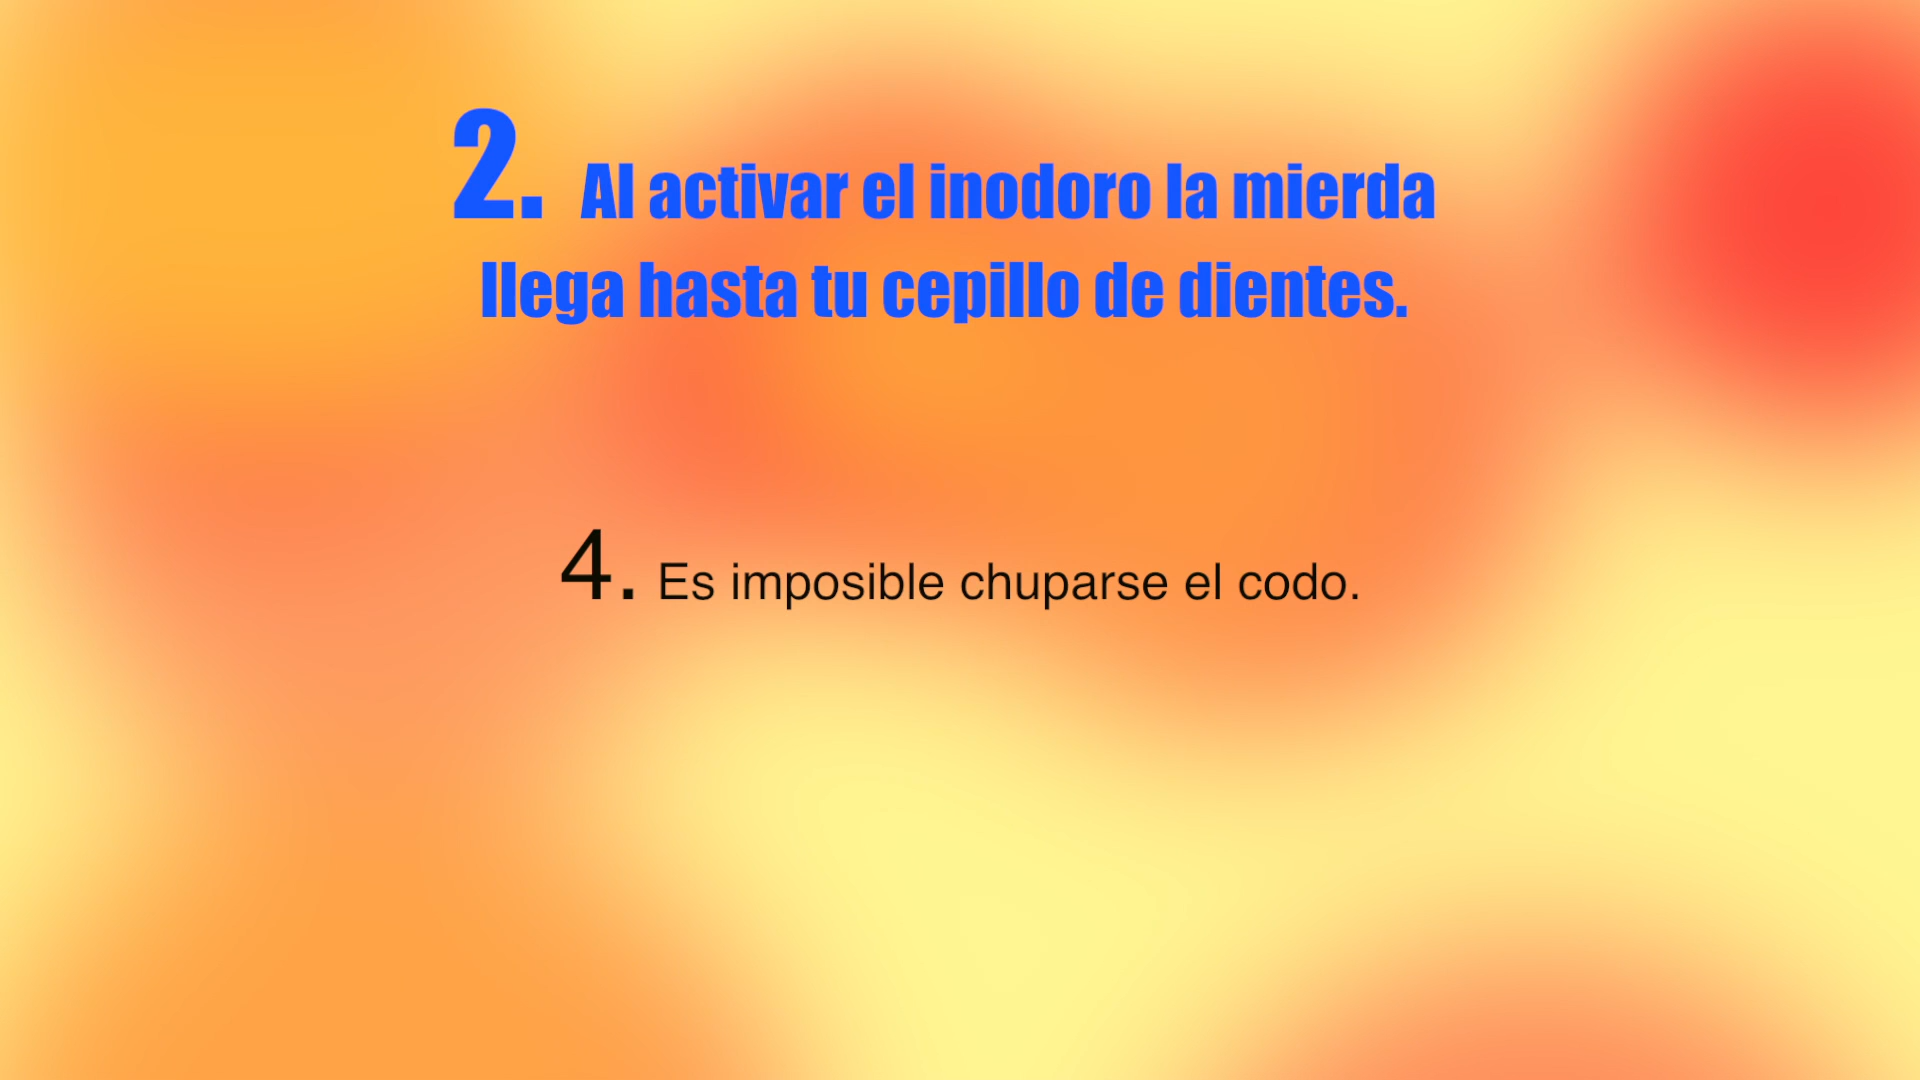 2. Al activar el inodoro la mierda
llega hasta tu cepillo de dientes.
4. Es imposible chuparse el codo.